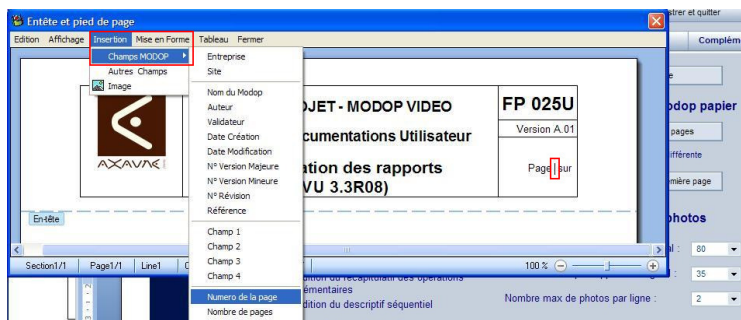 Entête et pied de page
strer et quitter
Edition Affichage Insertion Mise en Forme Tableau Fermer
Complém
Champs MODOP
Autres Champs
Image
Entreprise
Site
Nom du Modop
Auteur
Validateur
Date Création
Date Modification
N° Version Majeure
N° Version Mineure
N° Révision
Référence
Champ 1
Champ 2
Champ 3
Champ 4
Numero de la page
Nombre de pages
AXAVNE
OJET - MODOP VIDEO
cumentations Utilisateur
ation des rapports
VU 3.3R08)
FP 025U
Version A.01
Page sur
En-tête
Section1/1 Page1/1 Line1
100 %
odop papier
pages
ifférente
emière page
hotos
80
35
dition du récapitulatif des opérations
émentaires
dition du descriptif séquentiel
Nombre max de photos par ligne : 2